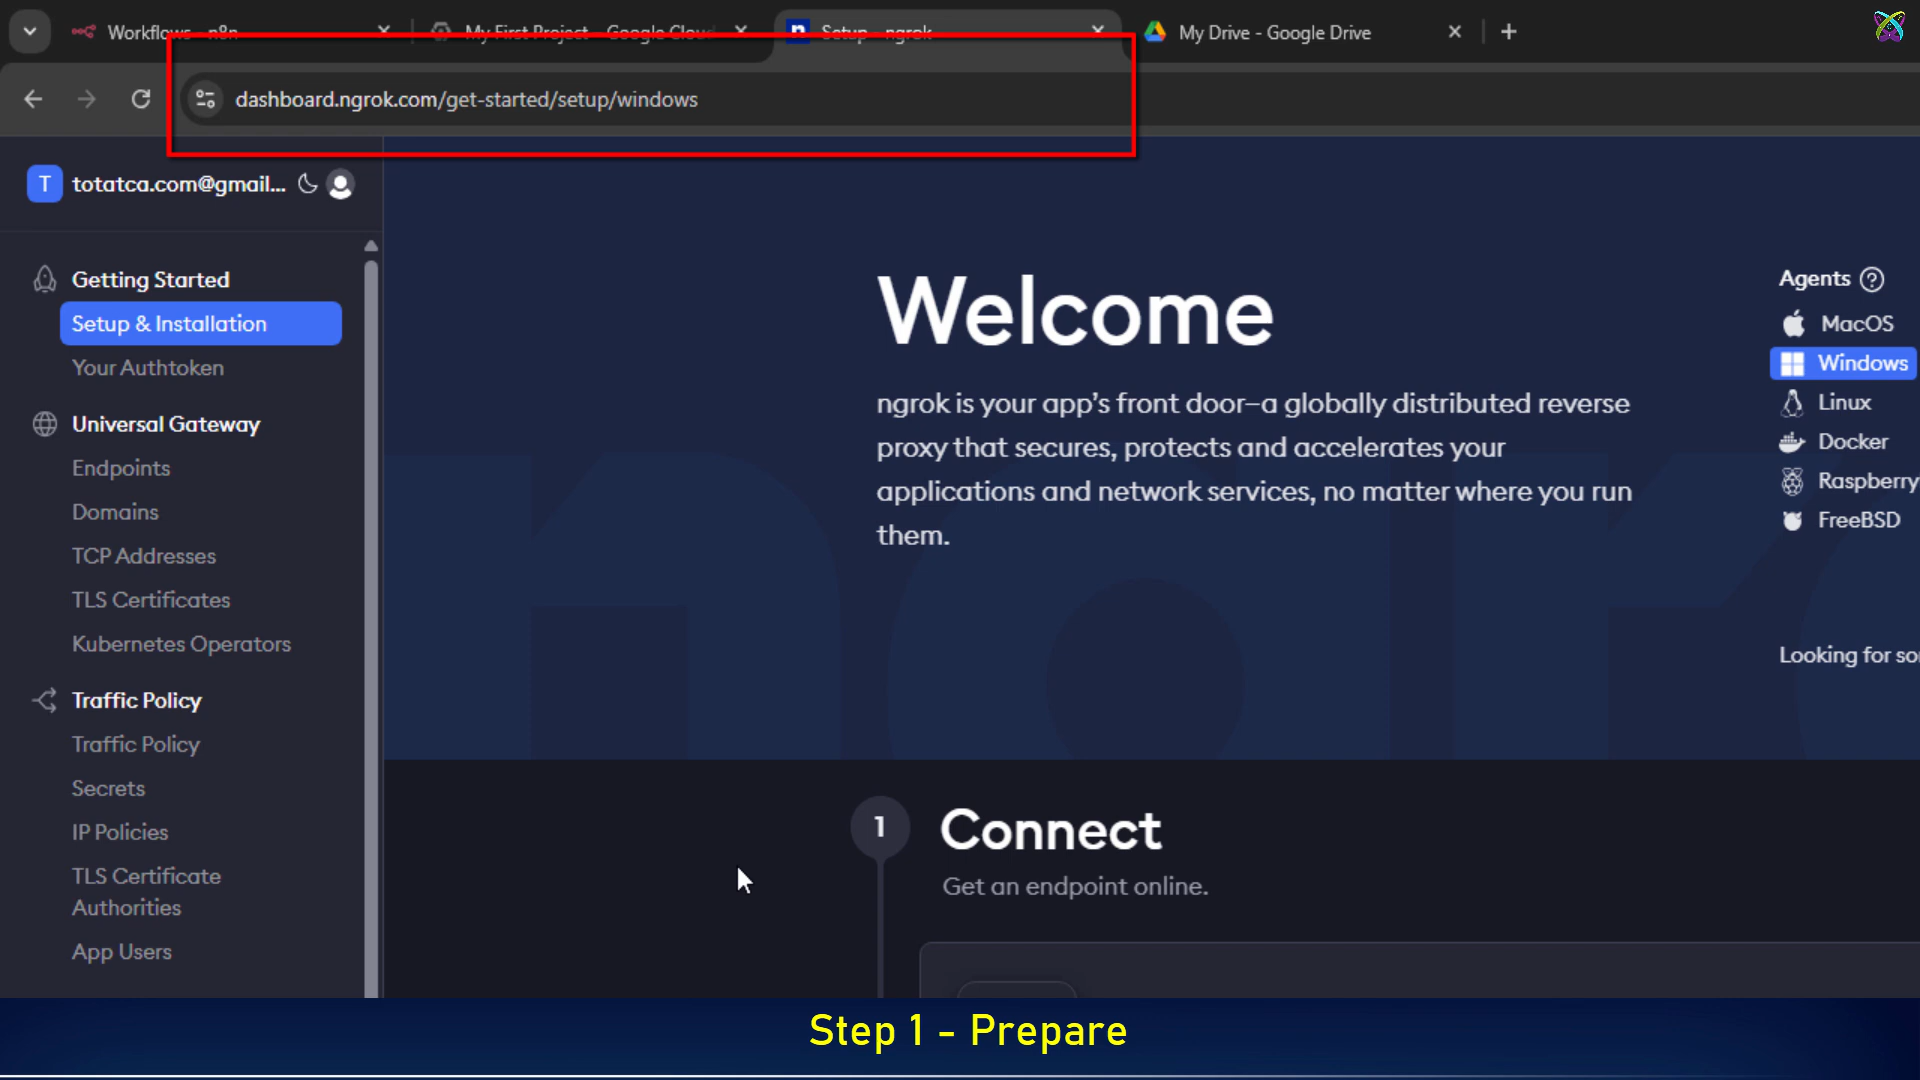 Workflows - n8n
My First Project - Google Cloud
Setup - ngrok
My Drive - Google Drive
dashboard.ngrok.com/get-started/setup/windows
T
totatca.com@gmail...
Getting Started
Setup & Installation
Your Authtoken
Universal Gateway
Endpoints
Domains
TCP Addresses
TLS Certificates
Kubernetes Operators
Traffic Policy
Traffic Policy
Secrets
IP Policies
TLS Certificate
Authorities
App Users
Welcome
ngrok is your app's front door—a globally distributed reverse
proxy that secures, protects and accelerates your
applications and network services, no matter where you run
them.
Agents
MacOS
Windows
Linux
Docker
Raspberry
FreeBSD
Looking for so
1
Connect
Get an endpoint online.
Step 1 - Prepare